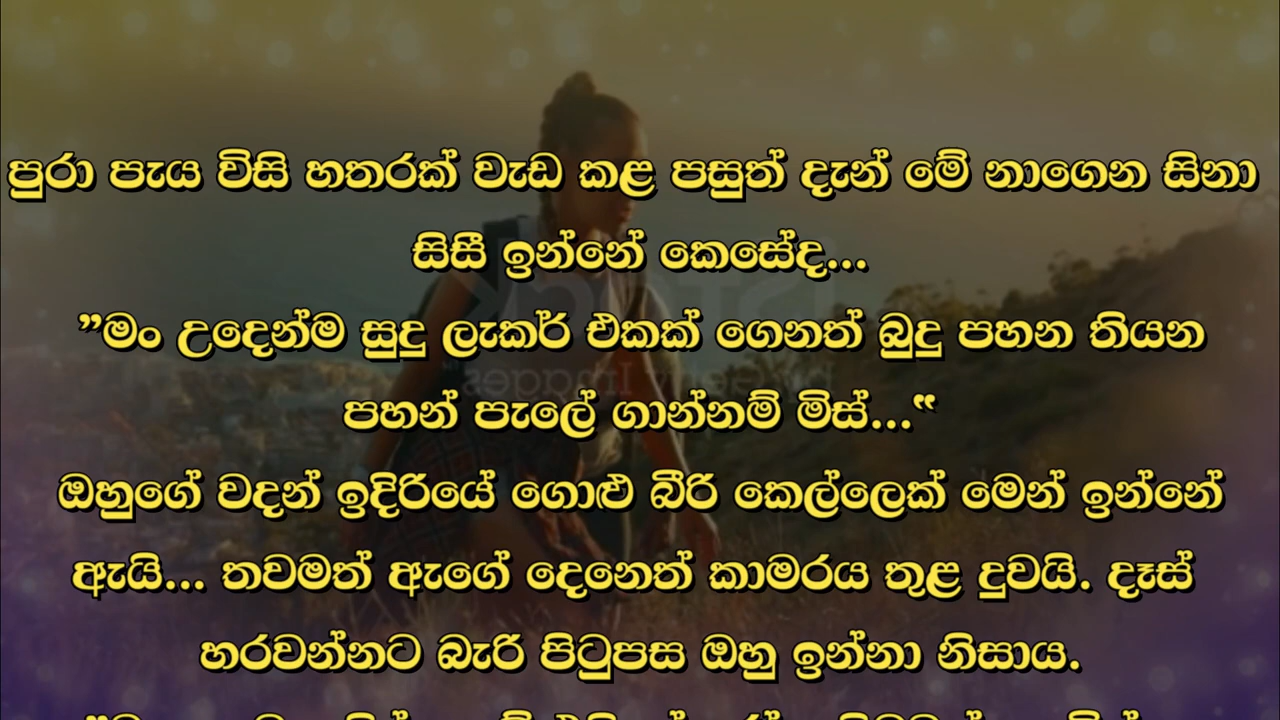 පුරා පැය විසි හතරක් වැඩ කළ පසුත් දැන් මේ නාගෙන සිනා
සිසී ඉන්නේ කෙසේද...
”මං උදෙන්ම සුදු ලැකර් එකක් ගෙනත් බුදු පහන තියන
පහන් පැලේ ගාන්නම් මිස්...“
ඔහුගේ වදන් ඉදිරියේ ගොළු බීරි කෙල්ලෙක් මෙන් ඉන්නේ
ඇයි... තවමත් ඇගේ දෙනෙත් කාමරය තුළ දුවයි. දෑස්
හරවන්නට බැරි පිටුපස ඔහු ඉන්නා නිසාය.